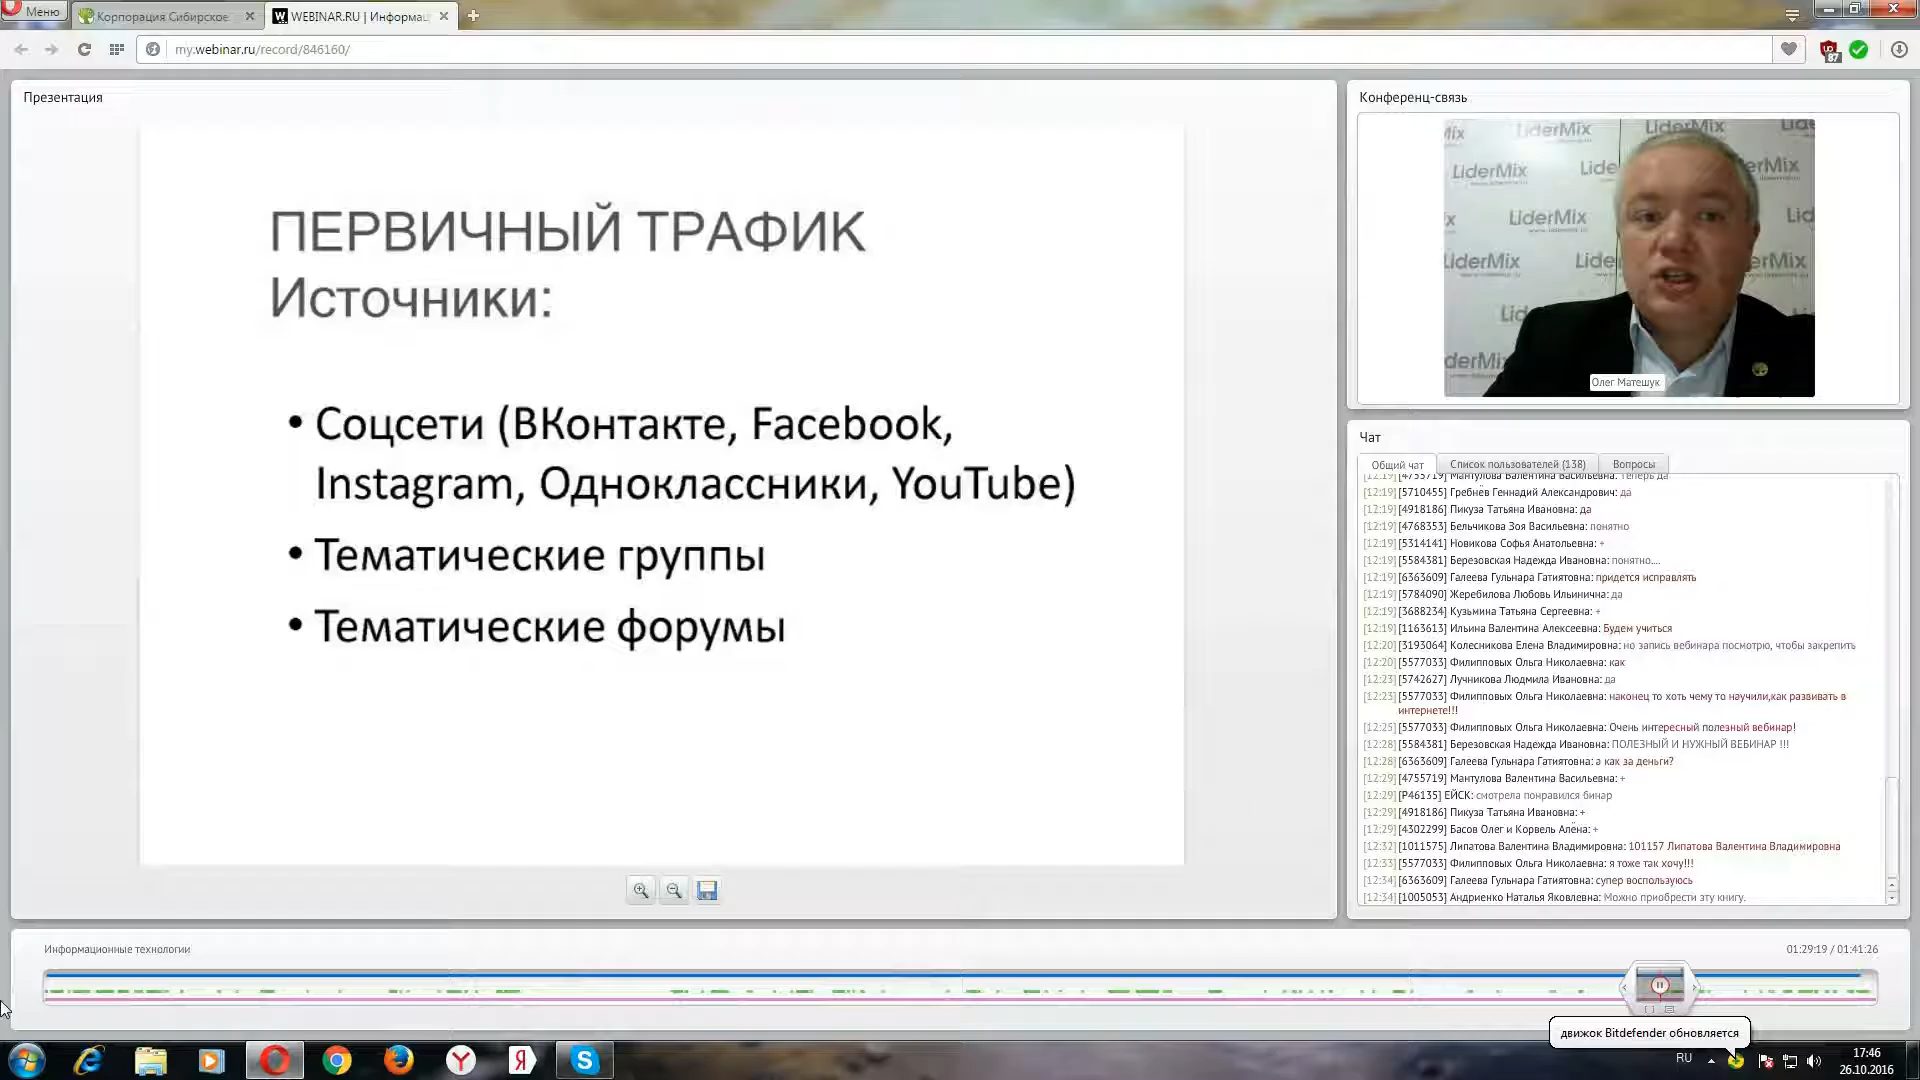 Меню
Корпорация Сибирское
WEBINAR.RU | Информац
my.webinar.ru/record/846160/
87
Презентация
ПЕРВИЧНЫЙ ТРАФИК
Источники:
• Соцсети (ВКонтакте, Facebook,
Instagram, Одноклассники, YouTube)
• Тематические группы
• Тематические форумы
Конференц-связь
LiderMix
Олег Матешук
Чат
Общий чат
Список пользователей (138)
Вопросы
[12:19] [4755719] Мантулова Валентина Васильевна: теперь да
[12:19] [5710455] Гребнёв Геннадий Александрович: да
[12:19] [4918186] Пикуза Татьяна Ивановна: да
[12:19] [4768353] Бельчикова Зоя Васильевна: понятно
[12:19] [5314141] Новикова Софья Анатольевна: +
[12:19] [5584381] Березовская Надежда Ивановна: понятно....
[12:19] [6363609] Галеева Гульнара Гатиятовна: придется исправлять
[12:19] [5784090] Жеребилова Любовь Ильинична: да
[12:19] [3688234] Кузьмина Татьяна Сергеевна: +
[12:19] [1163613] Ильина Валентина Алексеевна: Будем учиться
[12:20] [3193064] Колесникова Елена Владимировна: но запись вебинара посмотрю, чтобы закрепить
[12:20] [5577033] Филипповых Ольга Николаевна: как
[12:23] [5742627] Лучникова Людмила Ивановна: да
[12:23] [5577033] Филипповых Ольга Николаевна: наконец то хоть чему то научили,как развивать в
интернете!!!
[12:25] [5577033] Филипповых Ольга Николаевна: Очень интересный полезный вебинар!
[12:28] [5584381] Березовская Надежда Ивановна: ПОЛЕЗНЫЙ И НУЖНЫЙ ВЕБИНАР !!!
[12:28] [6363609] Галеева Гульнара Гатиятовна: а как за деньги?
[12:29] [4755719] Мантулова Валентина Васильевна: +
[12:29] [P46135] ЕЙСК: смотрела понравился бинар
[12:29] [4918186] Пикуза Татьяна Ивановна: +
[12:29] [4302299] Басов Олег и Корвель Алёна: +
[12:32] [1011575] Липатова Валентина Владимировна: 101157 Липатова Валентина Владимировна
[12:33] [5577033] Филипповых Ольга Николаевна: я тоже так хочу!!!
[12:34] [6363609] Галеева Гульнара Гатиятовна: супер воспользуюсь
[12:34] [1005053] Андриенко Наталья Яковлевна: Можно приобрести эту книгу.
Информационные технологии
01:29:19 / 01:41:26
движок Bitdefender обновляется
RU
17:46
26.10.2016